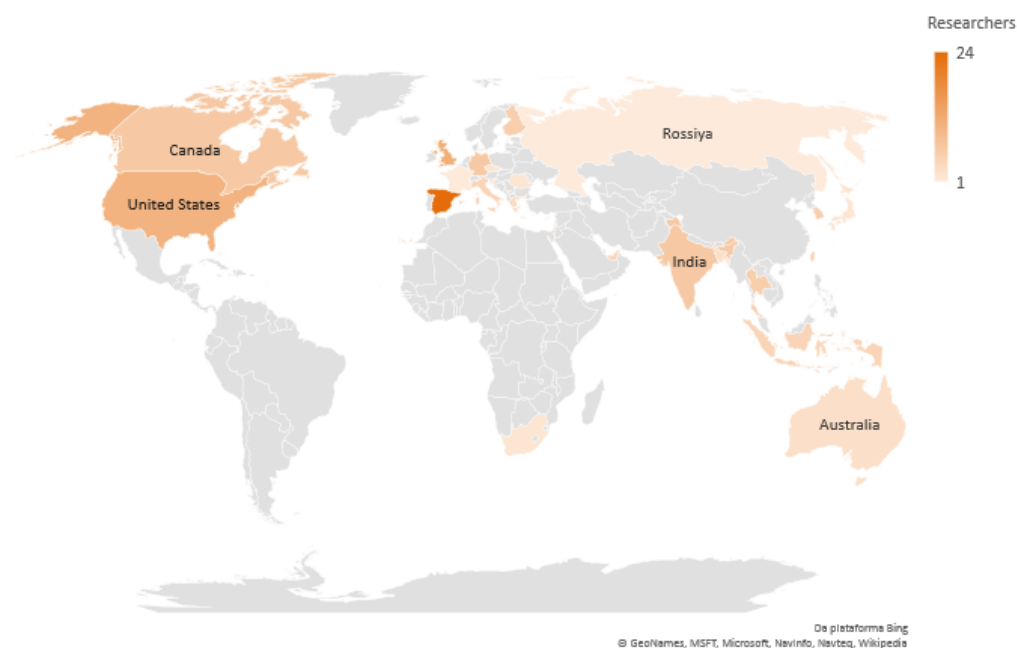 Researchers
24
1
Canada
United States
Rossiya
India
Australia
Da plataforma Bing
© GeoNames, MSFT, Microsoft, NavInfo, Navteq, Wikipedia